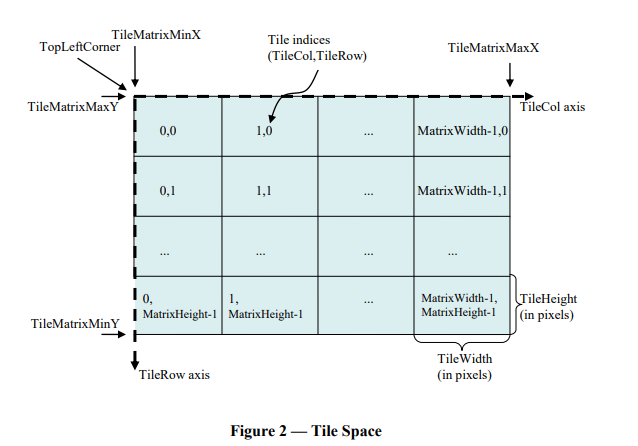 TileMatrixMinX
TopLeftCorner
Tile indices
(TileCol,TileRow)
TileMatrixMaxX
TileMatrixMaxY
TileCol axis
0,0
1,0
...
MatrixWidth-1,0
0,1
1,1
...
MatrixWidth-1,1
...
...
...
...
0,
MatrixHeight-1
1,
MatrixHeight-1
...
MatrixWidth-1,
MatrixHeight-1
TileHeight
(in pixels)
TileMatrixMinY
TileWidth
(in pixels)
TileRow axis
Figure 2 — Tile Space